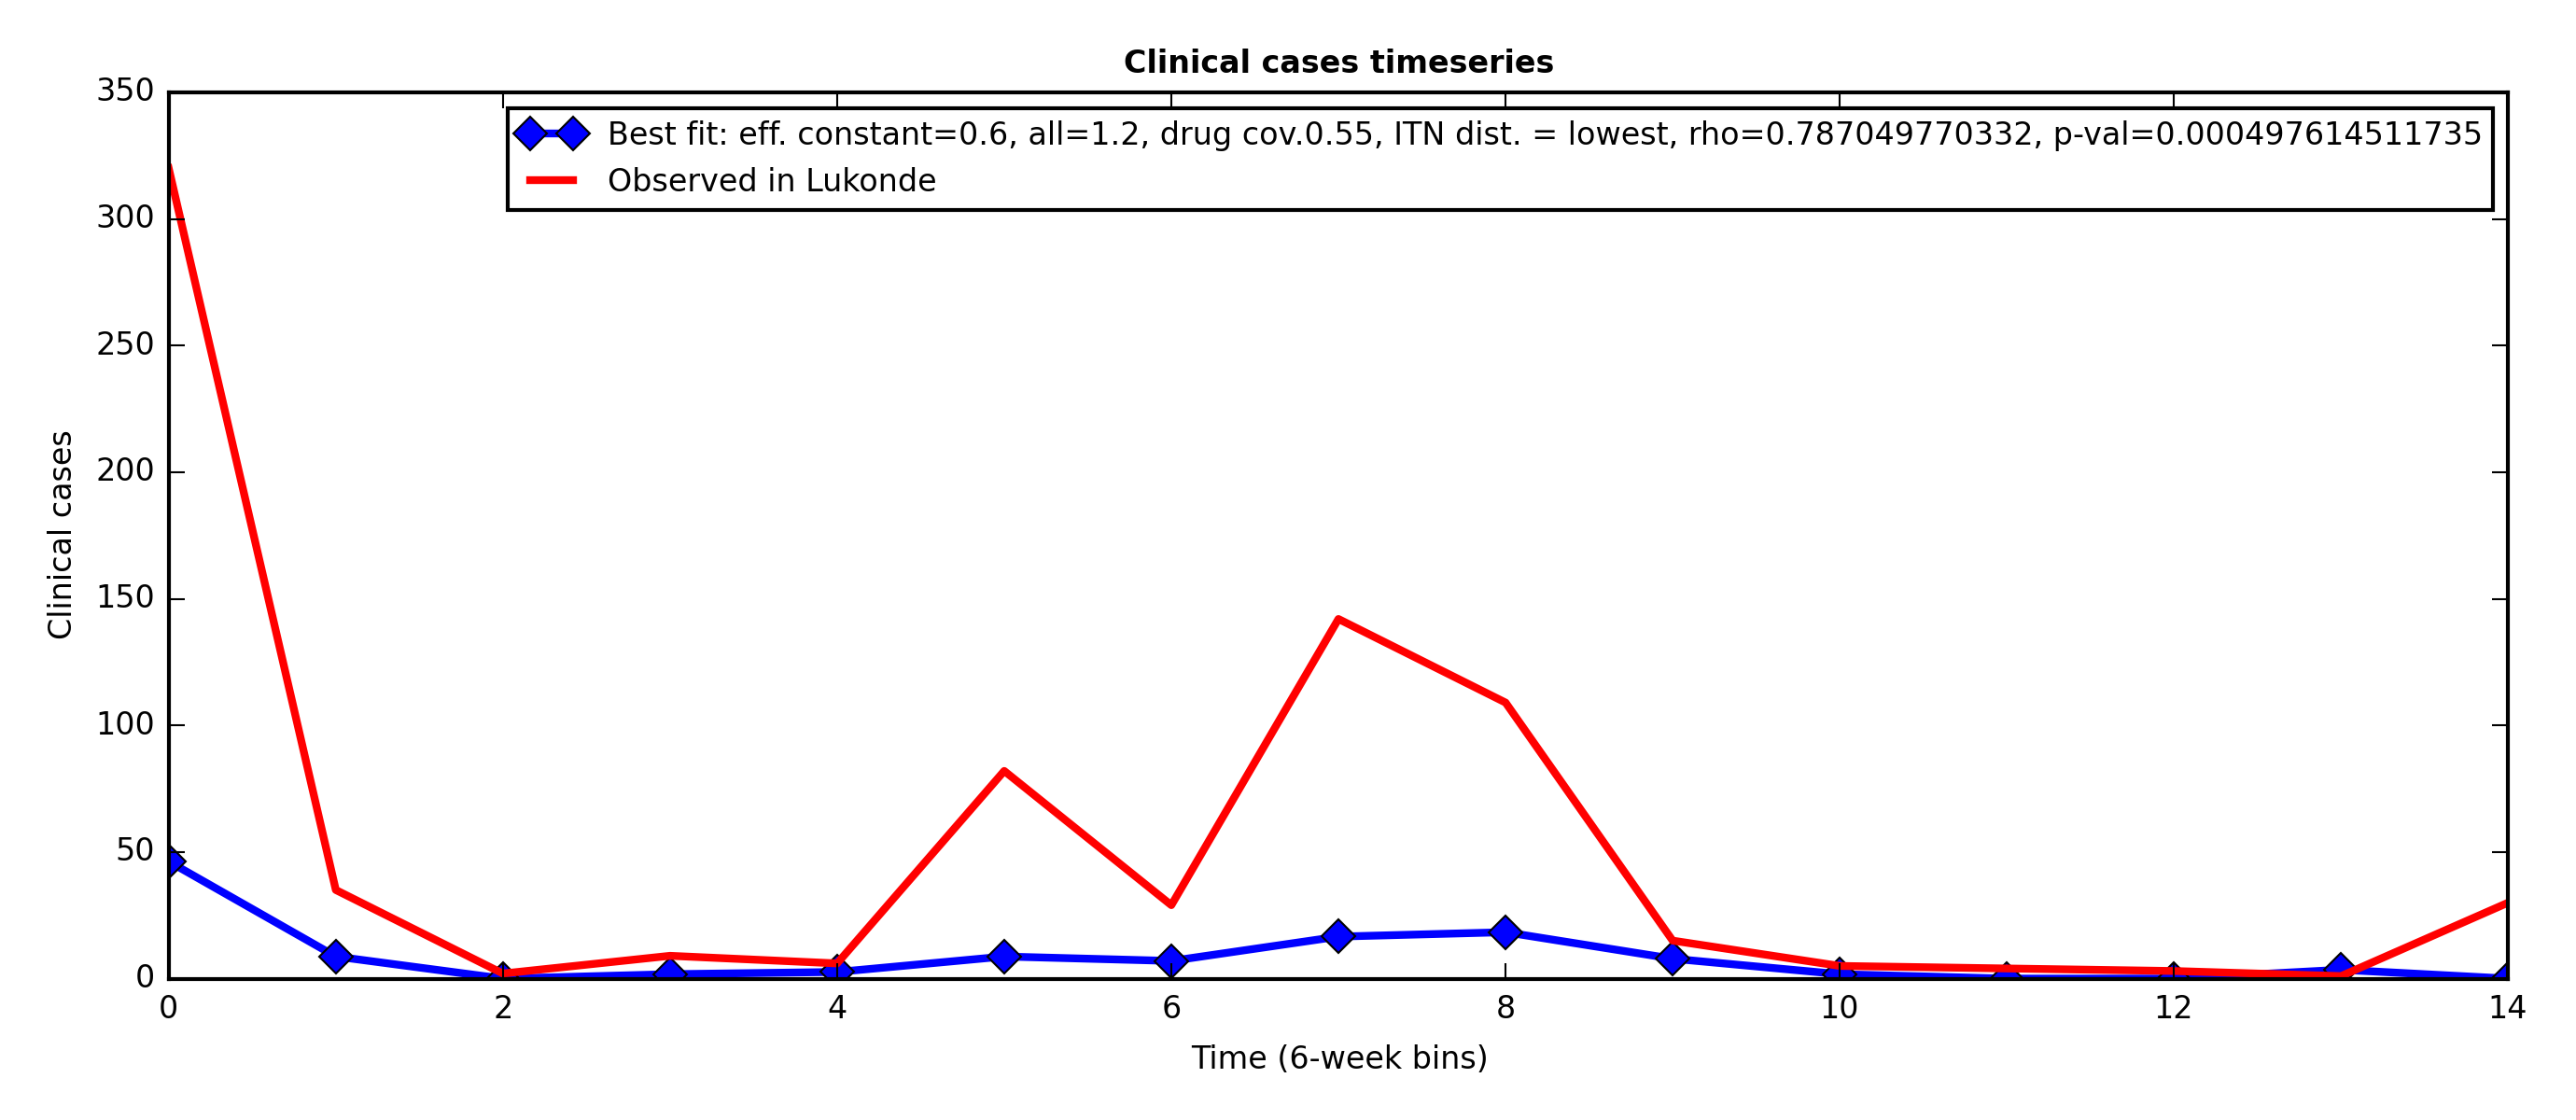 Clinical cases timeseries
350
300
250
200
150
100
50
0
Clinical cases
Best fit: eff. constant=0.6, all=1.2, drug cov.0.55, ITN dist. = lowest, rho=0.787049770332, p-val=0.000497614511735
Observed in Lukonde
0 2 4 6 8 10 12 14
Time (6-week bins)